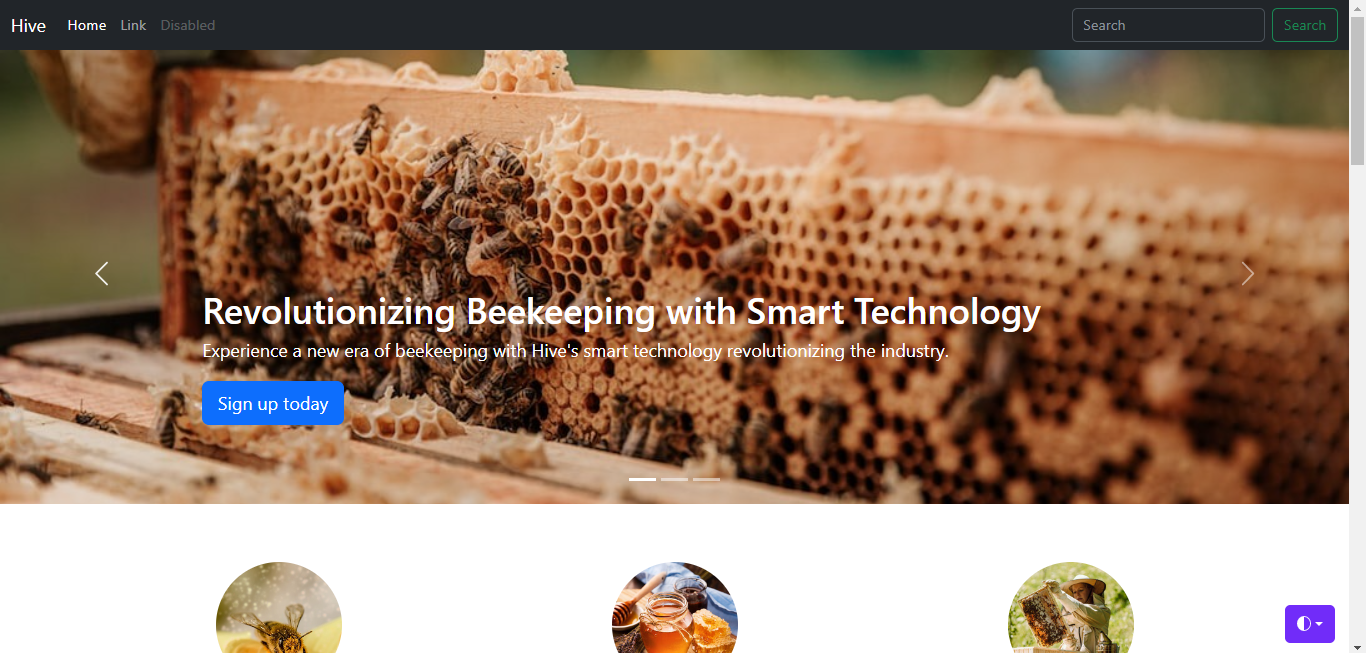 Hive Home Link Disabled Search Search
Revolutionizing Beekeeping with Smart Technology
Experience a new era of beekeeping with Hive's smart technology revolutionizing the industry.
Sign up today